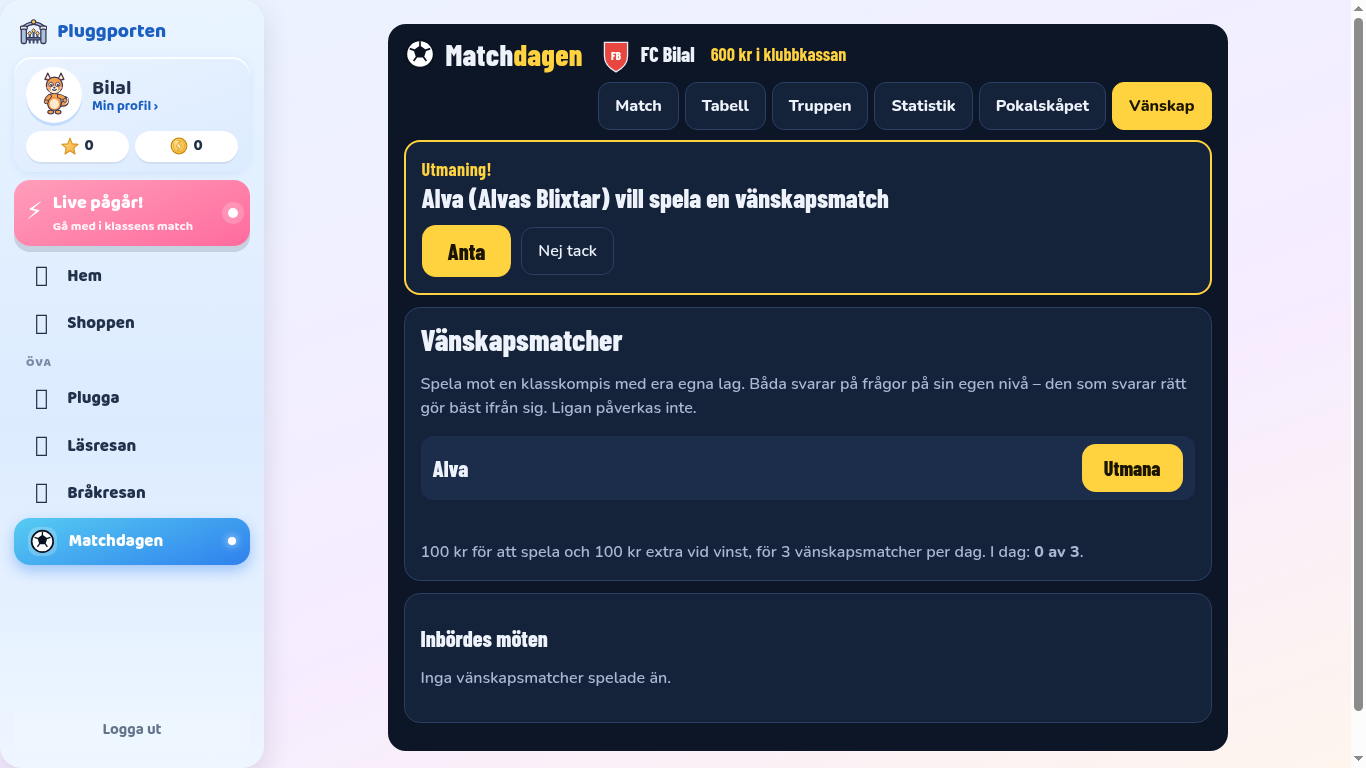 Pluggporten
Bilal
Min profil ›
0
0
Live pågår!
Gå med i klassens match
Hem
Shoppen
ÖVA
Plugga
Läsresan
Bråkresan
Matchdagen
Logga ut
Matchdagen
FB
FC Bilal
600 kr i klubbkassan
Match
Tabell
Truppen
Statistik
Pokalskåpet
Vänskap
Utmaning!
Alva (Alvas Blixtar) vill spela en vänskapsmatch
Anta
Nej tack
Vänskapsmatcher
Spela mot en klasskompis med era egna lag. Båda svarar på frågor på sin egen nivå – den som svarar rätt
gör bäst ifrån sig. Ligan påverkas inte.
Alva
Utmana
100 kr för att spela och 100 kr extra vid vinst, för 3 vänskapsmatcher per dag. I dag: 0 av 3.
Inbördes möten
Inga vänskapsmatcher spelade än.